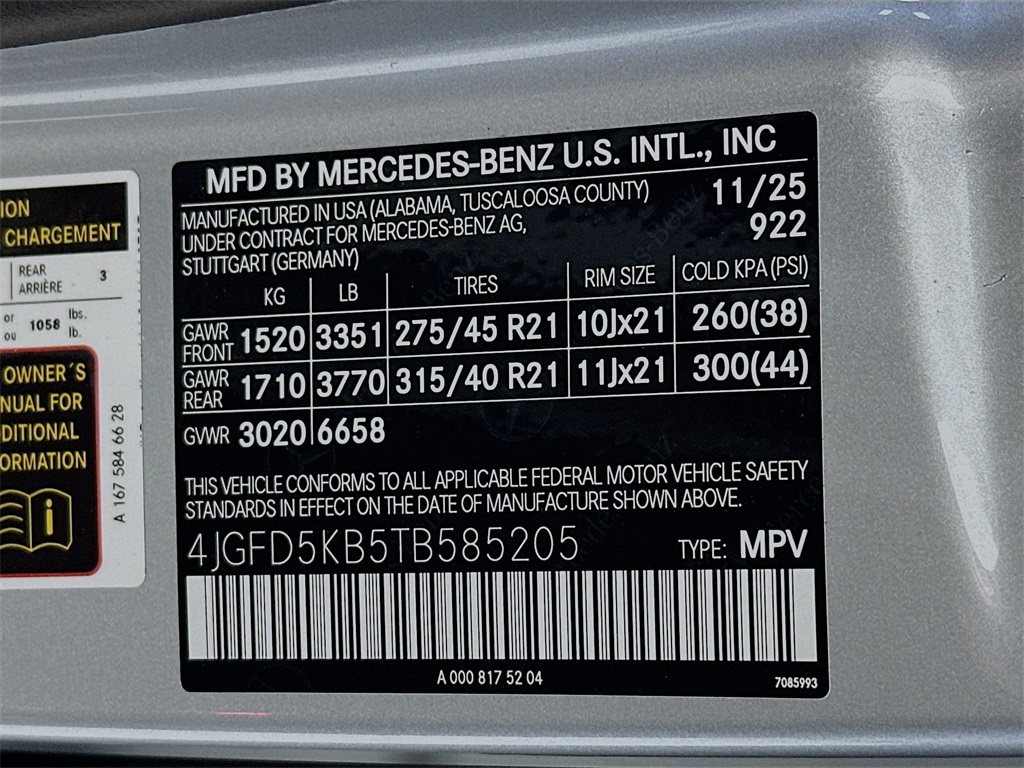 ION
CHARGEMENT
REAR
ARRIÈRE 3
or
ou 1058 lbs.
lb.
OWNER´S
NUAL FOR
DITIONAL
ORMATION
i
A 167 584 66 28
MFD BY MERCEDES-BENZ U.S. INTL., INC
MANUFACTURED IN USA (ALABAMA, TUSCALOOSA COUNTY) 11/25
UNDER CONTRACT FOR MERCEDES-BENZ AG, 922
STUTTGART (GERMANY)
KG LB TIRES RIM SIZE COLD KPA (PSI)
GAWR FRONT 1520 3351 275/45 R21 10Jx21 260(38)
GAWR REAR 1710 3770 315/40 R21 11Jx21 300(44)
GVWR 3020 6658
THIS VEHICLE CONFORMS TO ALL APPLICABLE FEDERAL MOTOR VEHICLE SAFETY
STANDARDS IN EFFECT ON THE DATE OF MANUFACTURE SHOWN ABOVE.
4JGFD5KB5TB585205 TYPE: MPV
A 000 817 52 04
7085993